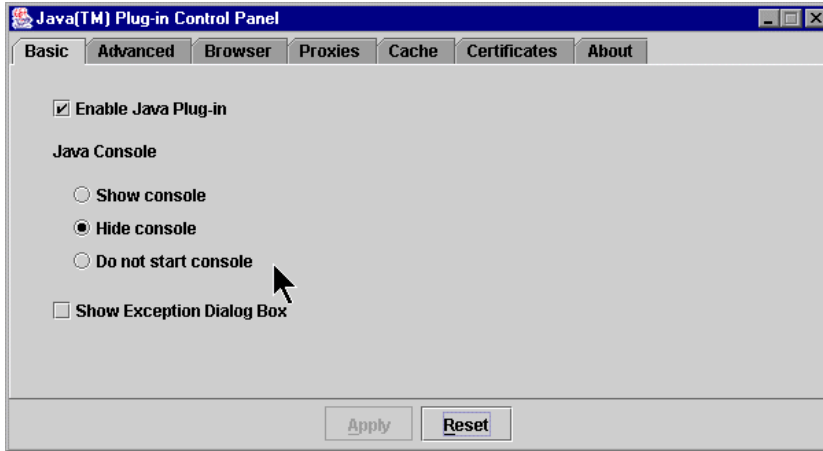 Java(TM) Plug-in Control Panel
Basic Advanced Browser Proxies Cache Certificates About
Enable Java Plug-in
Java Console
Show console
Hide console
Do not start console
Show Exception Dialog Box
Apply Reset